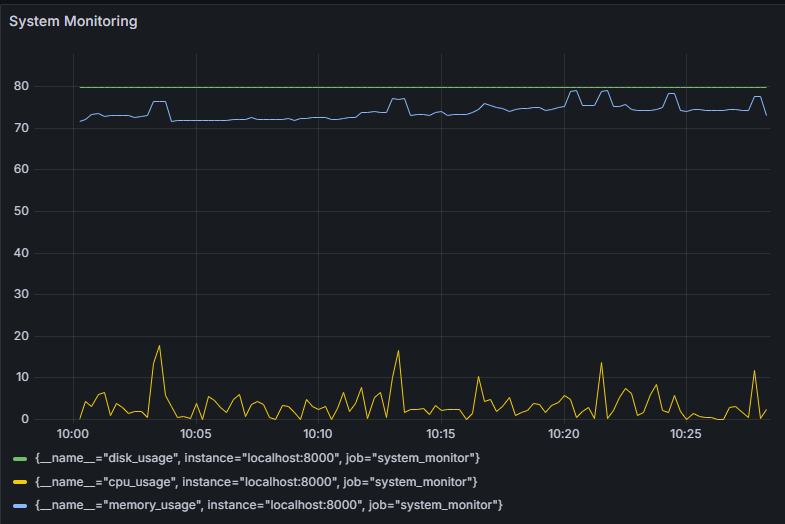 System Monitoring
80
70
60
50
40
30
20
10
0
10:00 10:05 10:10 10:15 10:20 10:25
{__name__="disk_usage", instance="localhost:8000", job="system_monitor"}
{__name__="cpu_usage", instance="localhost:8000", job="system_monitor"}
{__name__="memory_usage", instance="localhost:8000", job="system_monitor"}